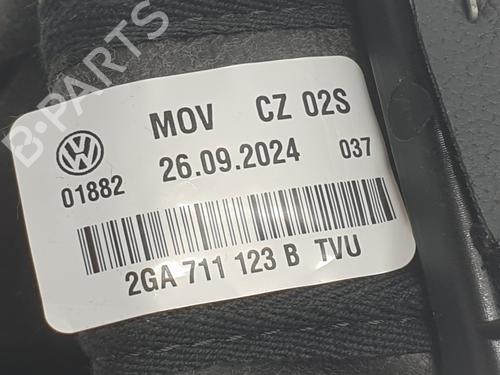 B-PARTS
MOV CZ 02S
01882 26.09.2024 037
2GA 711 123 B TVU